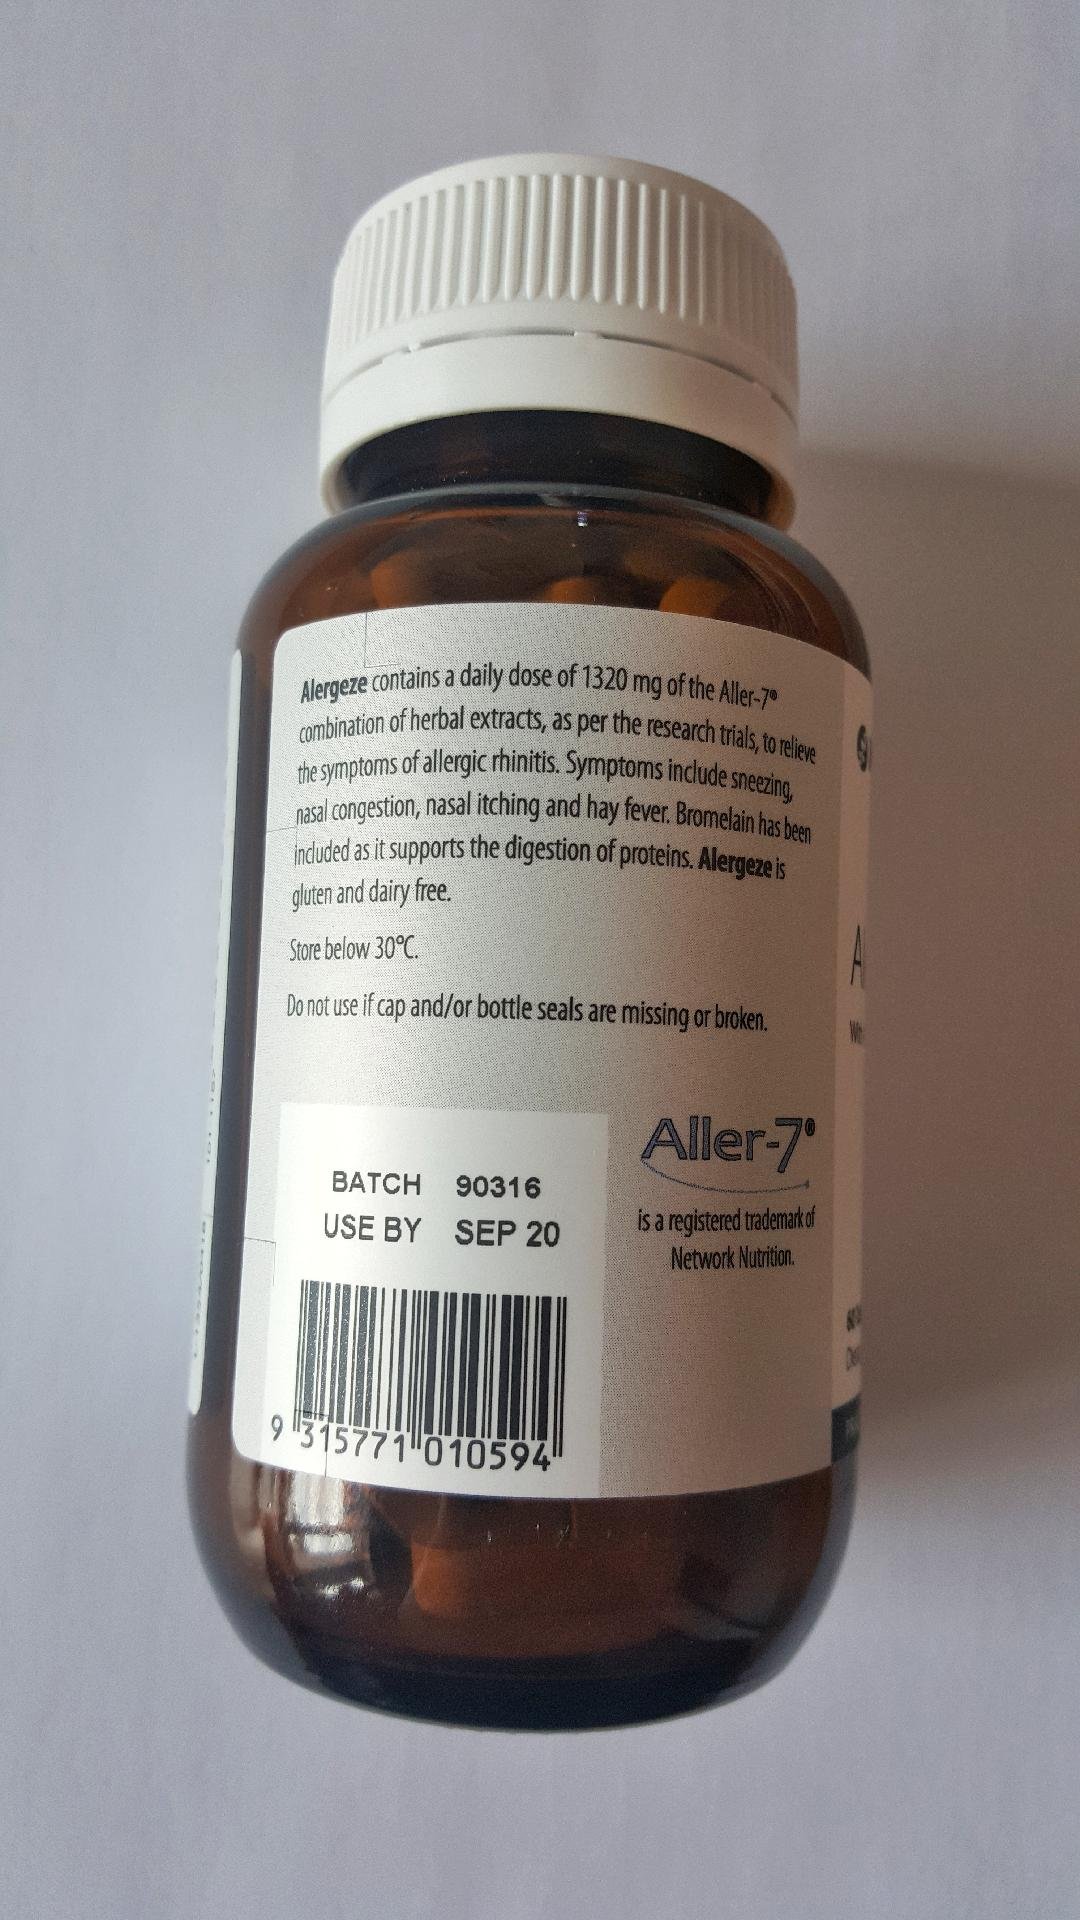 Alergeze contains a daily dose of 1320 mg of the Aller-7®
combination of herbal extracts, as per the research trials, to relieve
the symptoms of allergic rhinitis. Symptoms include sneezing,
nasal congestion, nasal itching and hay fever. Bromelain has been
included as it supports the digestion of proteins. Alergeze is
gluten and dairy free.
Store below 30°C.
Do not use if cap and/or bottle seals are missing or broken.
BATCH 90316
USE BY SEP 20
9 315771 010594
Aller-7®
is a registered trademark of
Network Nutrition.